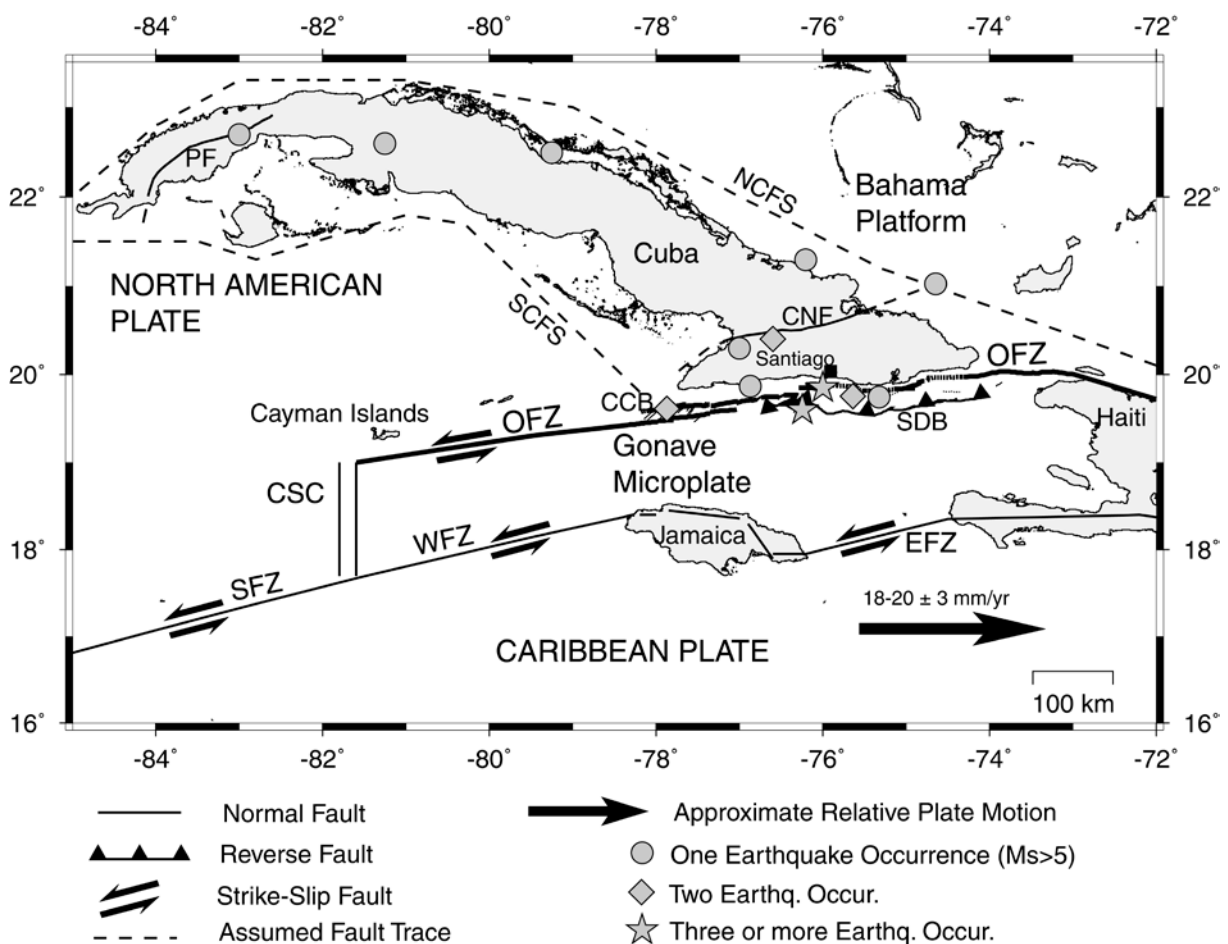 -84° -82° -80° -78° -76° -74° -72°
22° 22°
20° 20°
18° 18°
16° 16°
PF
NCFS
Bahama
Platform
Cuba
NORTH AMERICAN
PLATE
SCFS
CNF
Santiago
OFZ
CCB
Cayman Islands
OFZ
SDB
Haiti
Gonave
Microplate
CSC
WFZ
Jamaica
EFZ
SFZ
18-20 ± 3 mm/yr
CARIBBEAN PLATE
100 km
-84° -82° -80° -78° -76° -74° -72°
Normal Fault
Reverse Fault
Strike-Slip Fault
Assumed Fault Trace
Approximate Relative Plate Motion
One Earthquake Occurrence (Ms>5)
Two Earthq. Occur.
Three or more Earthq. Occur.